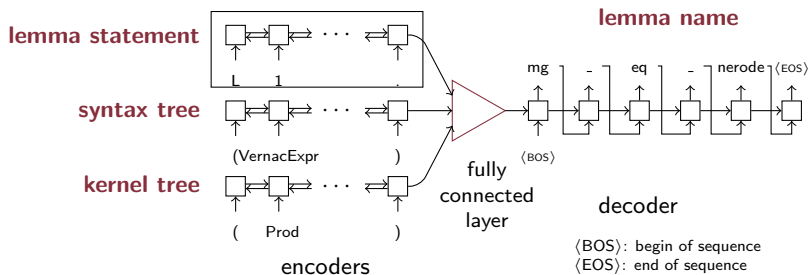 lemma name
lemma statement
L 1 .
mg _ eq _ nerode ⟨EOS⟩
syntax tree
(VernacExpr )
⟨BOS⟩
kernel tree
( Prod )
fully
connected
layer
encoders
decoder
⟨BOS⟩: begin of sequence
⟨EOS⟩: end of sequence